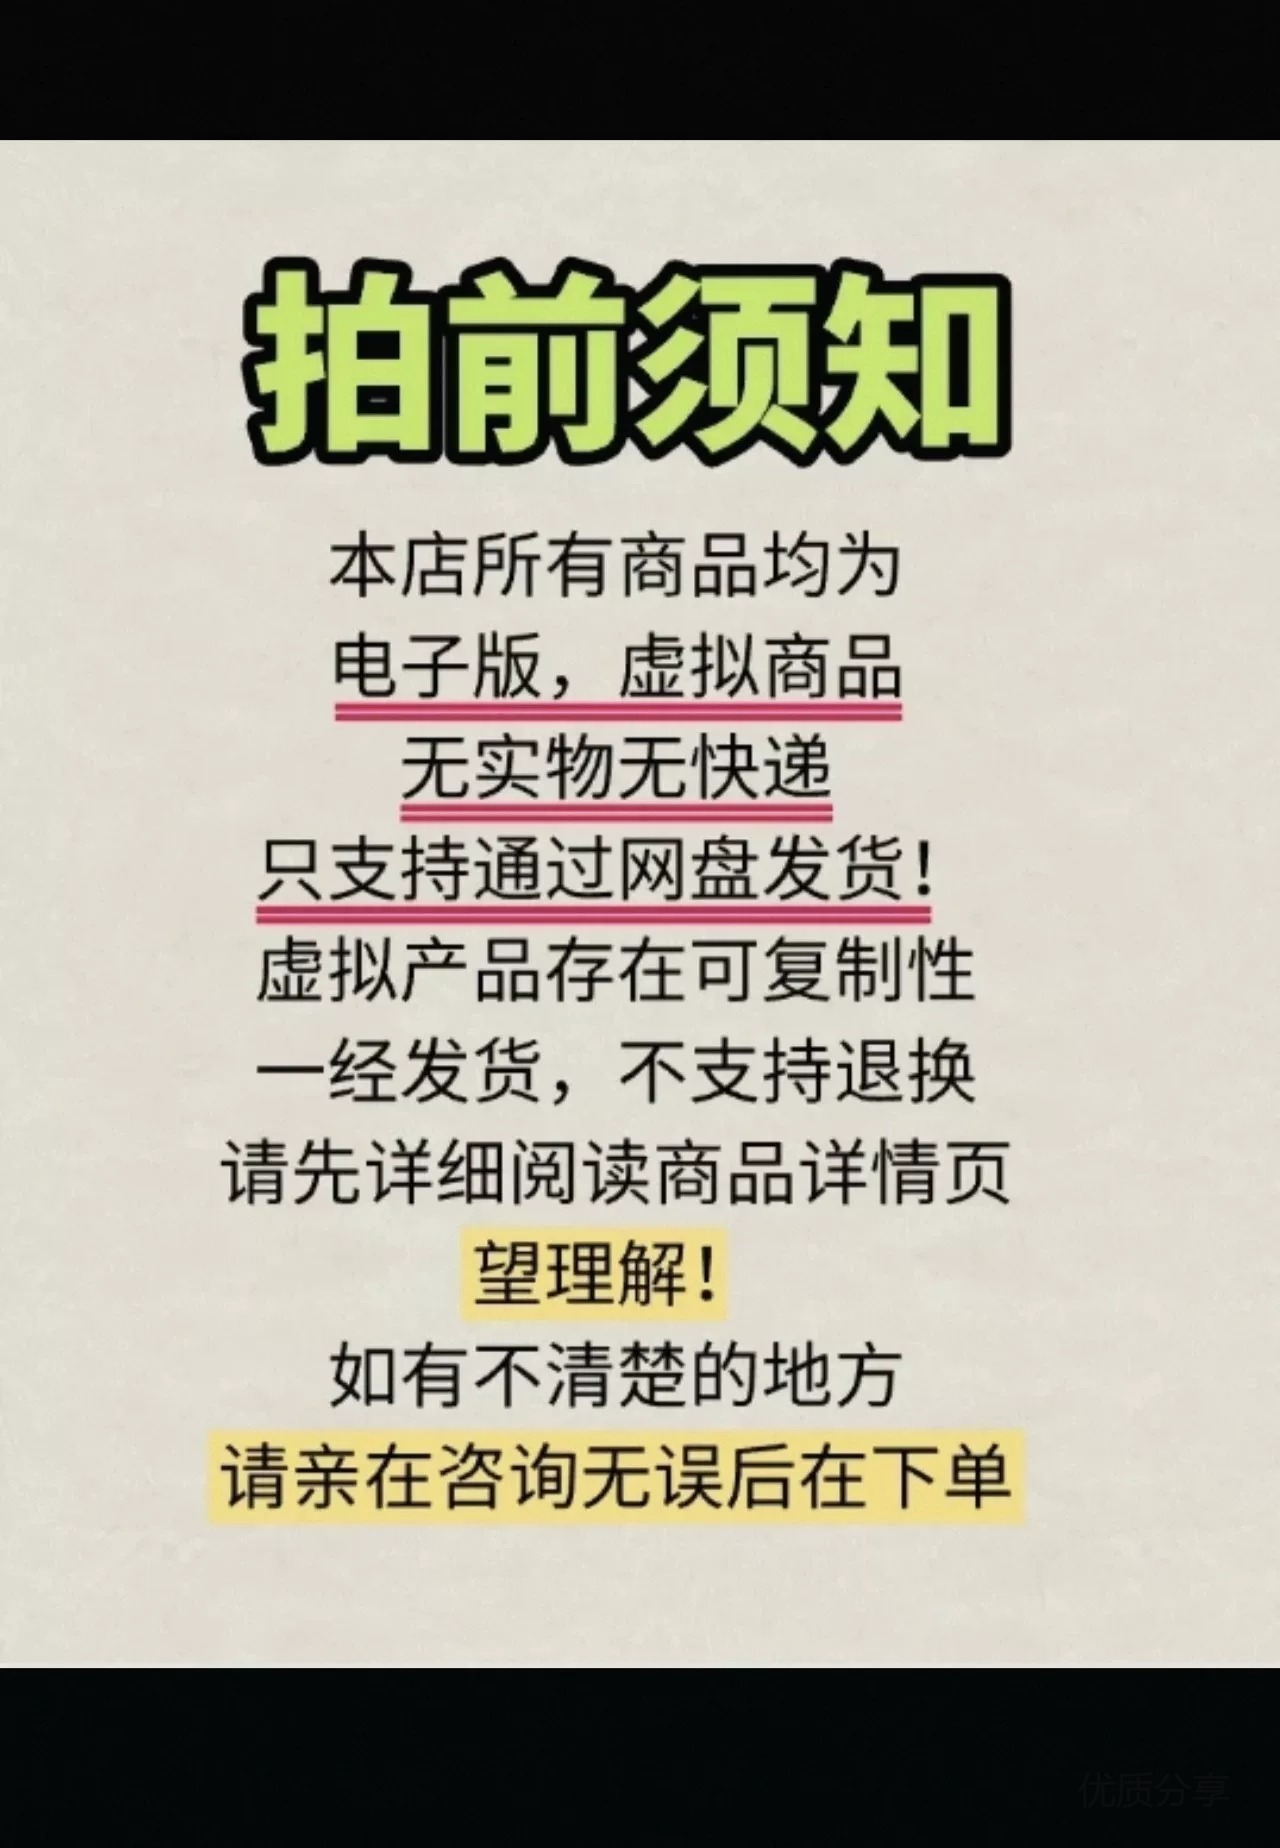 拍前须知
本店所有商品均为
电子版，虚拟商品
无实物无快递
只支持通过网盘发货！
虚拟产品存在可复制性
一经发货，不支持退换
请先详细阅读商品详情页
望理解！
如有不清楚的地方
请亲在咨询无误后在下单
优质分享